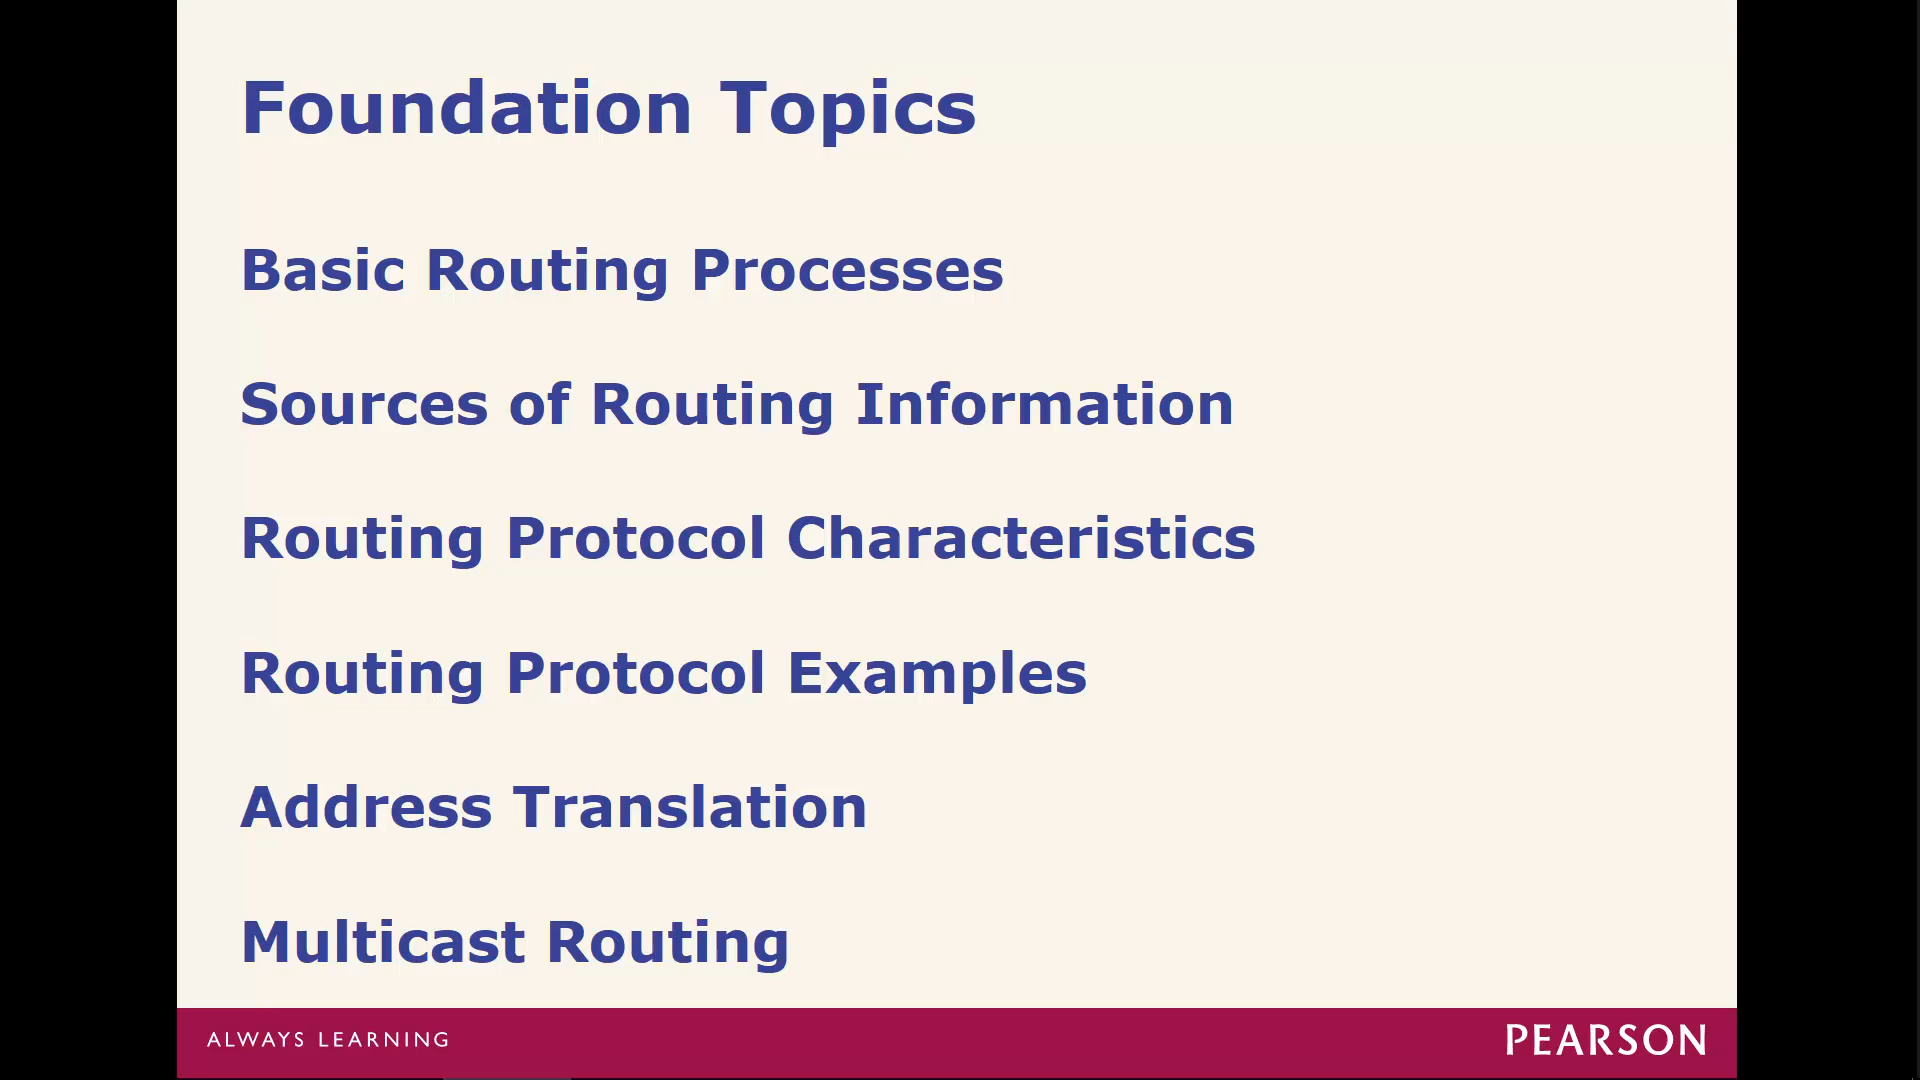 Foundation Topics
Basic Routing Processes
Sources of Routing Information
Routing Protocol Characteristics
Routing Protocol Examples
Address Translation
Multicast Routing
ALWAYS LEARNING
PEARSON